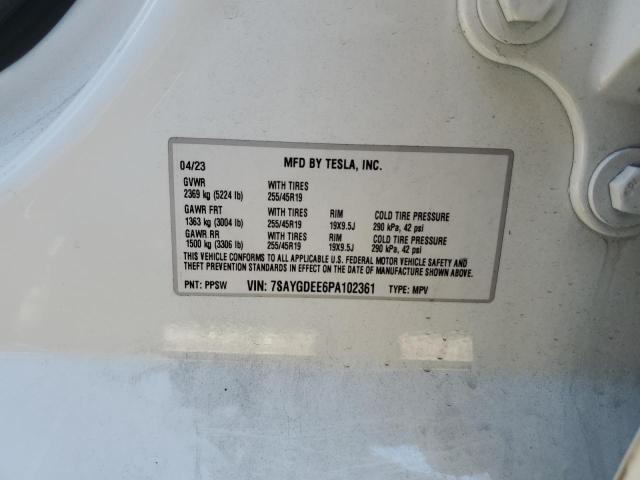 04/23 MFD BY TESLA, INC.
GVWR WITH TIRES
2369 kg (5224 lb) 255/45R19
GAWR FRT WITH TIRES RIM COLD TIRE PRESSURE
1363 kg (3004 lb) 255/45R19 19X9.5J 290 kPa, 42 psi
GAWR RR WITH TIRES RIM COLD TIRE PRESSURE
1500 kg (3306 lb) 255/45R19 19X9.5J 290 kPa, 42 psi
THIS VEHICLE CONFORMS TO ALL APPLICABLE U.S. FEDERAL MOTOR VEHICLE SAFETY AND
THEFT PREVENTION STANDARDS IN EFFECT ON THE DATE OF MANUFACTURE SHOWN ABOVE.
PNT: PPSW VIN: 7SAYGDEE6PA102361 TYPE: MPV